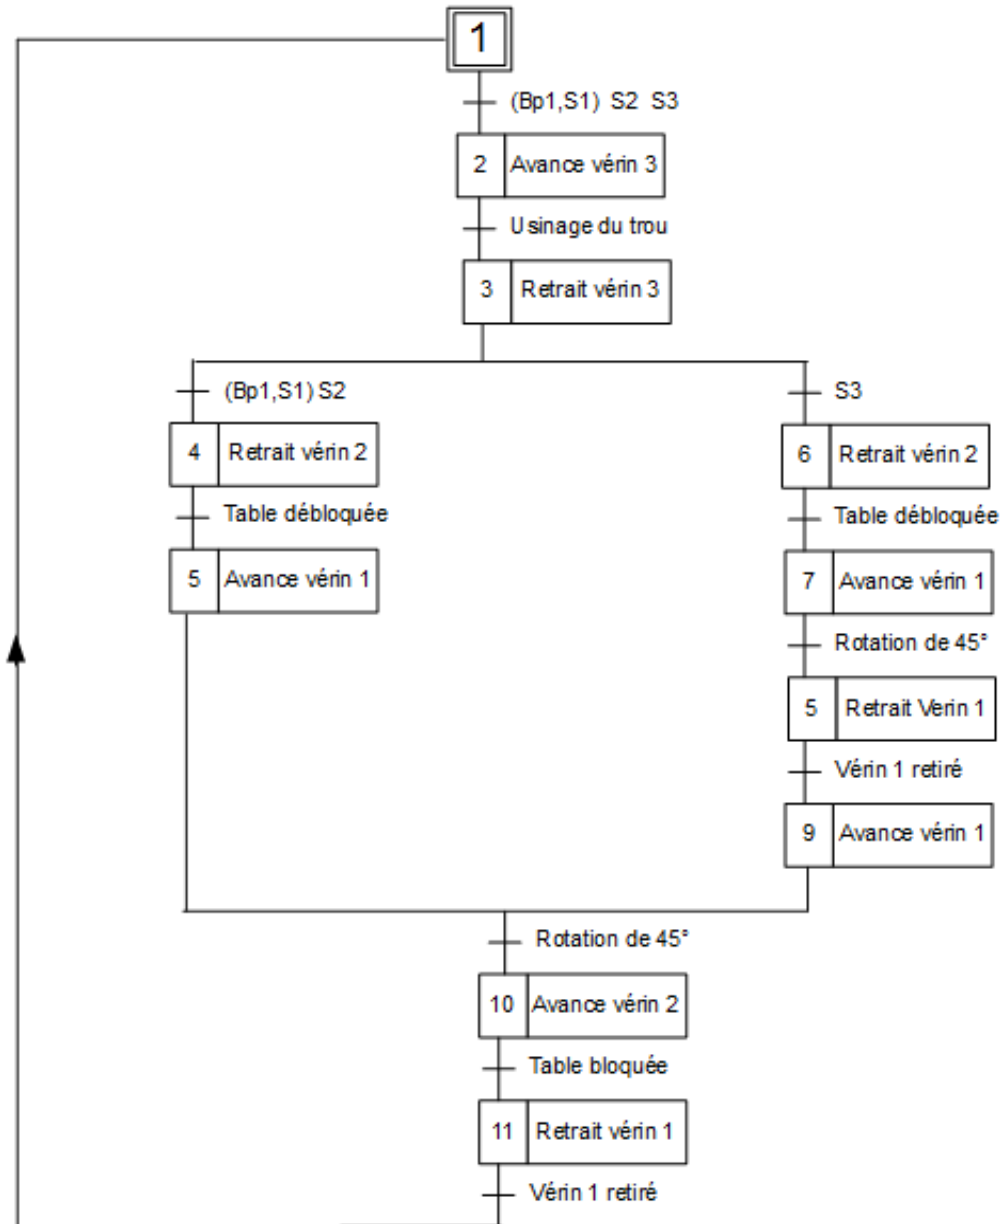 1
(Bp1,S1) S2 S3
2 Avance vérin 3
Usinage du trou
3 Retrait vérin 3
(Bp1,S1) S2
S3
4 Retrait vérin 2
6 Retrait vérin 2
Table débloquée
Table débloquée
5 Avance vérin 1
7 Avance vérin 1
Rotation de 45°
5 Retrait Verin 1
Vérin 1 retiré
9 Avance vérin 1
Rotation de 45°
10 Avance vérin 2
Table bloquée
11 Retrait vérin 1
Vérin 1 retiré